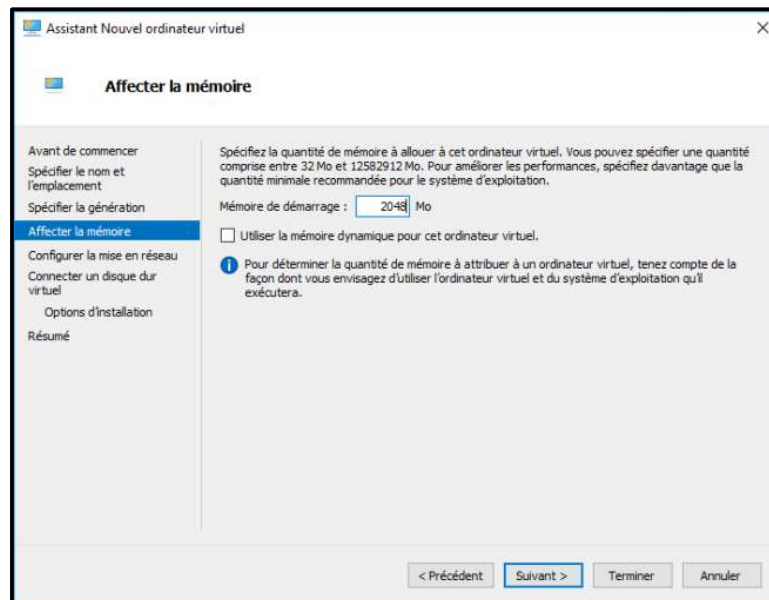 Assistant Nouvel ordinateur virtuel
Affecter la mémoire
Avant de commencer
Spécifier le nom et
l'emplacement
Spécifier la génération
Affecter la mémoire
Configurer la mise en réseau
Connecter un disque dur
virtuel
Options d'installation
Résumé
Spécifiez la quantité de mémoire à allouer à cet ordinateur virtuel. Vous pouvez spécifier une quantité
comprise entre 32 Mo et 12582912 Mo. Pour améliorer les performances, spécifiez davantage que la
quantité minimale recommandée pour le système d'exploitation.
Mémoire de démarrage : 2048 Mo
Utiliser la mémoire dynamique pour cet ordinateur virtuel.
Pour déterminer la quantité de mémoire à attribuer à un ordinateur virtuel, tenez compte de la
façon dont vous envisagez d'utiliser l'ordinateur virtuel et du système d'exploitation qu'il
exécutera.
< Précédent Suivant > Terminer Annuler